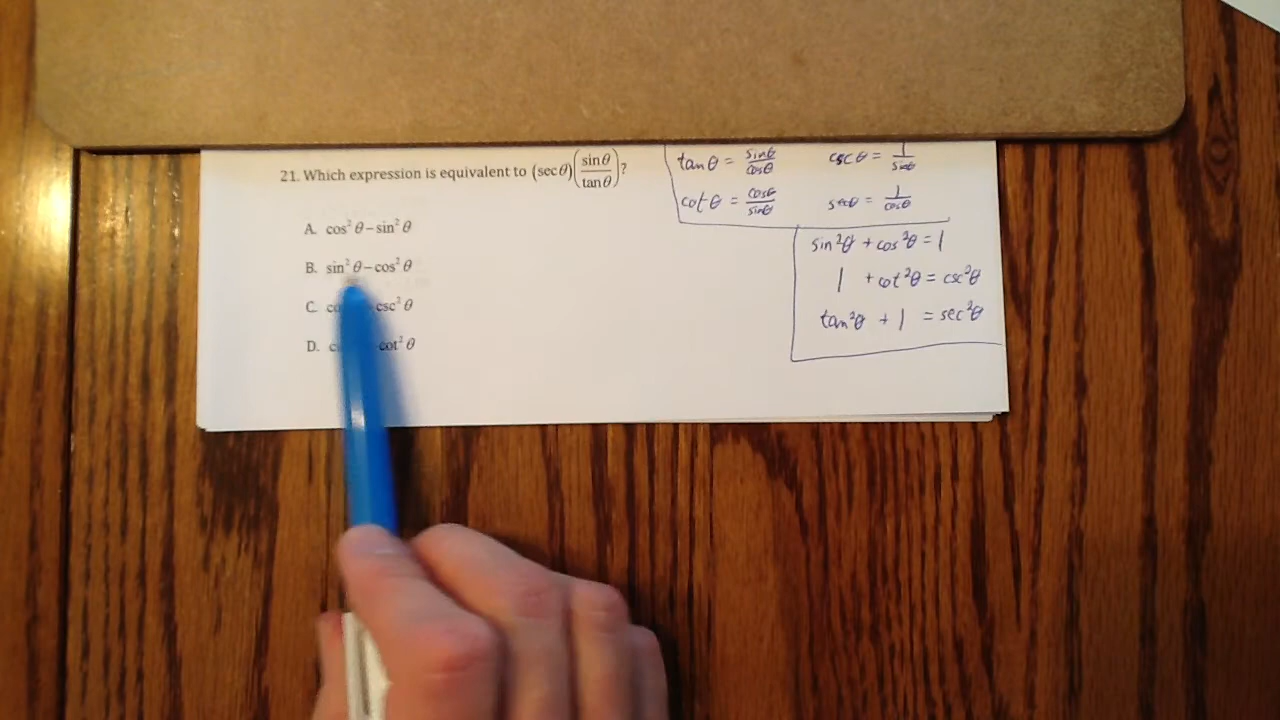 21. Which expression is equivalent to (secθ)(sinθ/tanθ)?
A. cos²θ−sin²θ
B. sin²θ−cos²θ
C. csc²θ
D. cot²θ
tanθ = sinθ/cosθ cscθ = 1/sinθ
cotθ = cosθ/sinθ secθ = 1/cosθ
sin²θ + cos²θ = 1
1 + cot²θ = csc²θ
tan²θ + 1 = sec²θ